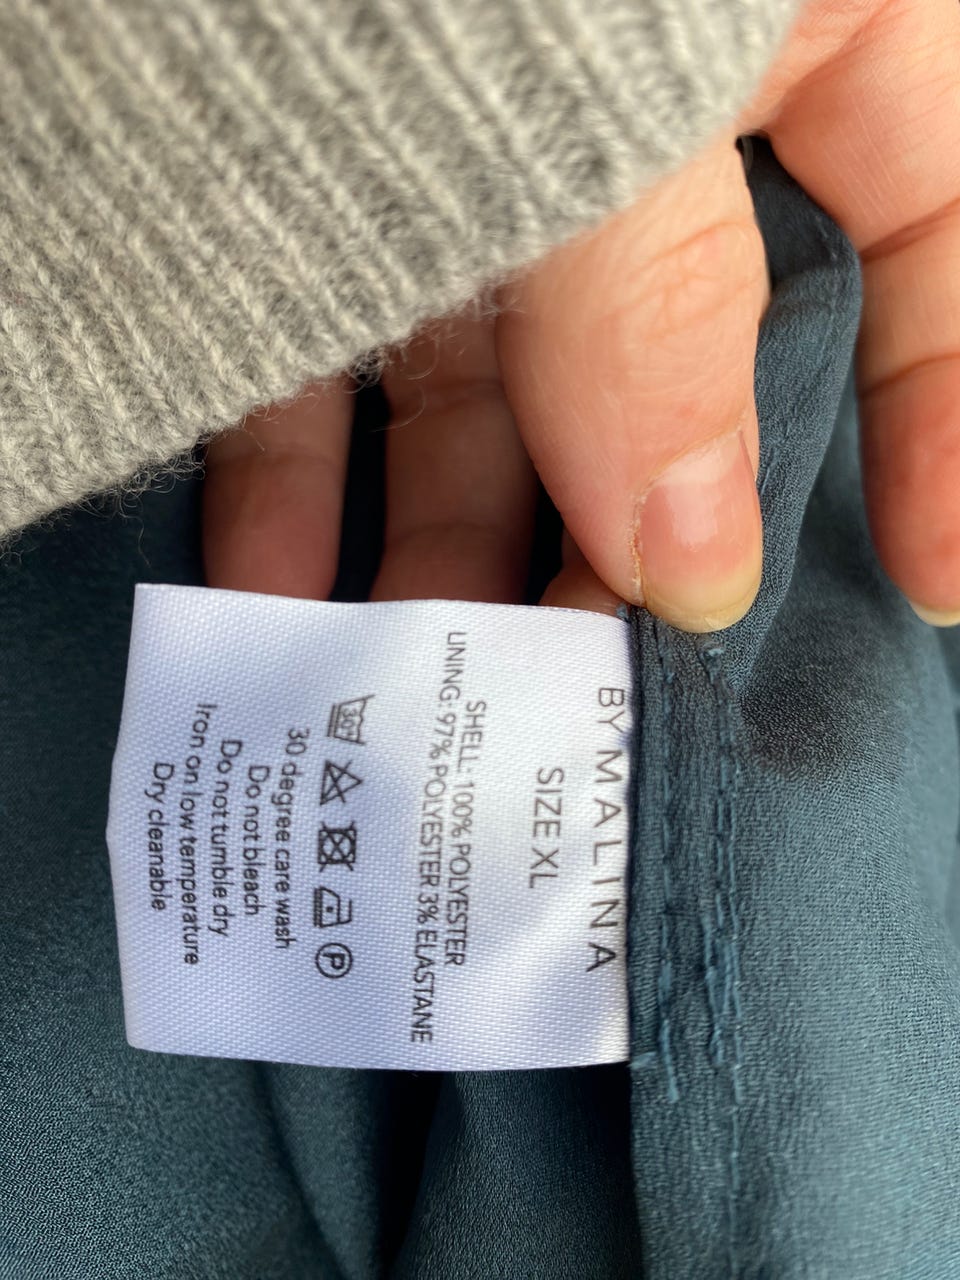 BY MALINA
SIZE XL
SHELL: 100% POLYESTER
LINING: 97% POLYESTER 3% ELASTANE
30°
P
30 degree care wash
Do not bleach
Do not tumble dry
Iron on low temperature
Dry cleanable